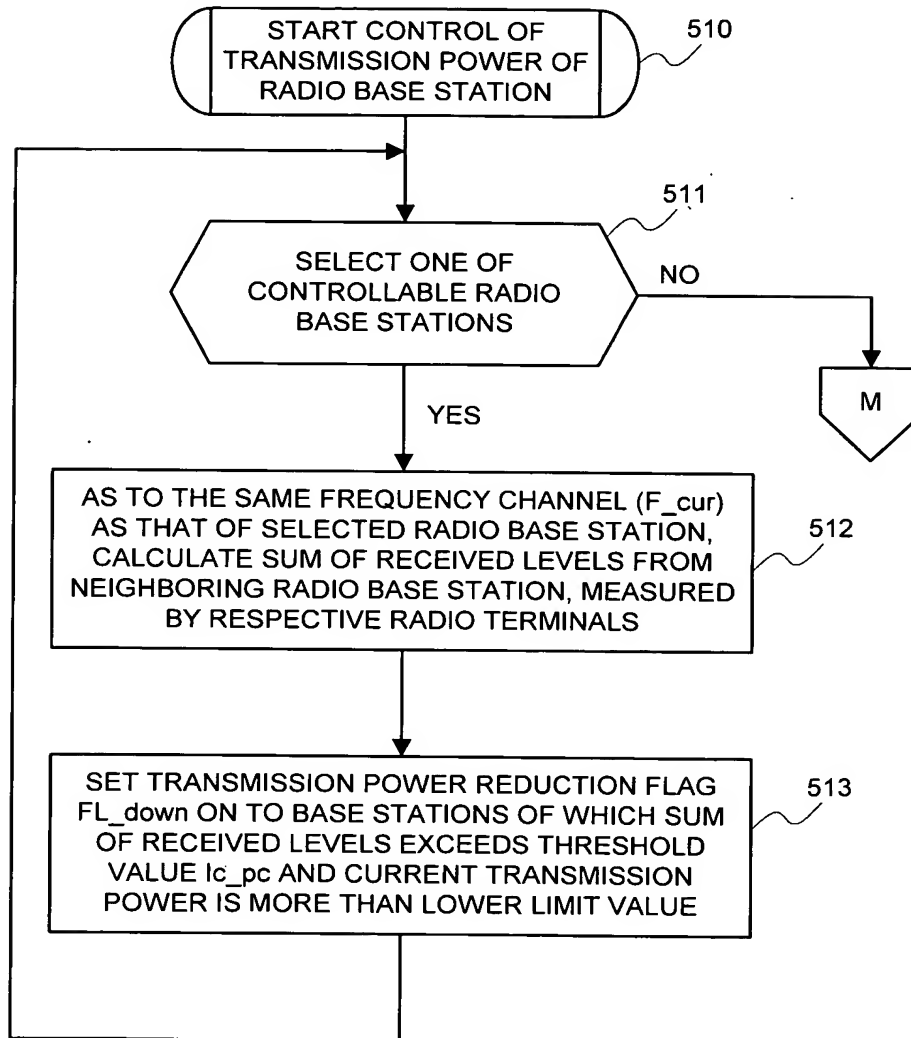 START CONTROL OF
TRANSMISSION POWER OF
RADIO BASE STATION
510
511
SELECT ONE OF
CONTROLLABLE RADIO
BASE STATIONS
NO
M
YES
AS TO THE SAME FREQUENCY CHANNEL (F_cur)
AS THAT OF SELECTED RADIO BASE STATION,
CALCULATE SUM OF RECEIVED LEVELS FROM
NEIGHBORING RADIO BASE STATION, MEASURED
BY RESPECTIVE RADIO TERMINALS
512
SET TRANSMISSION POWER REDUCTION FLAG
FL_down ON TO BASE STATIONS OF WHICH SUM
OF RECEIVED LEVELS EXCEEDS THRESHOLD
VALUE Ic_pc AND CURRENT TRANSMISSION
POWER IS MORE THAN LOWER LIMIT VALUE
513